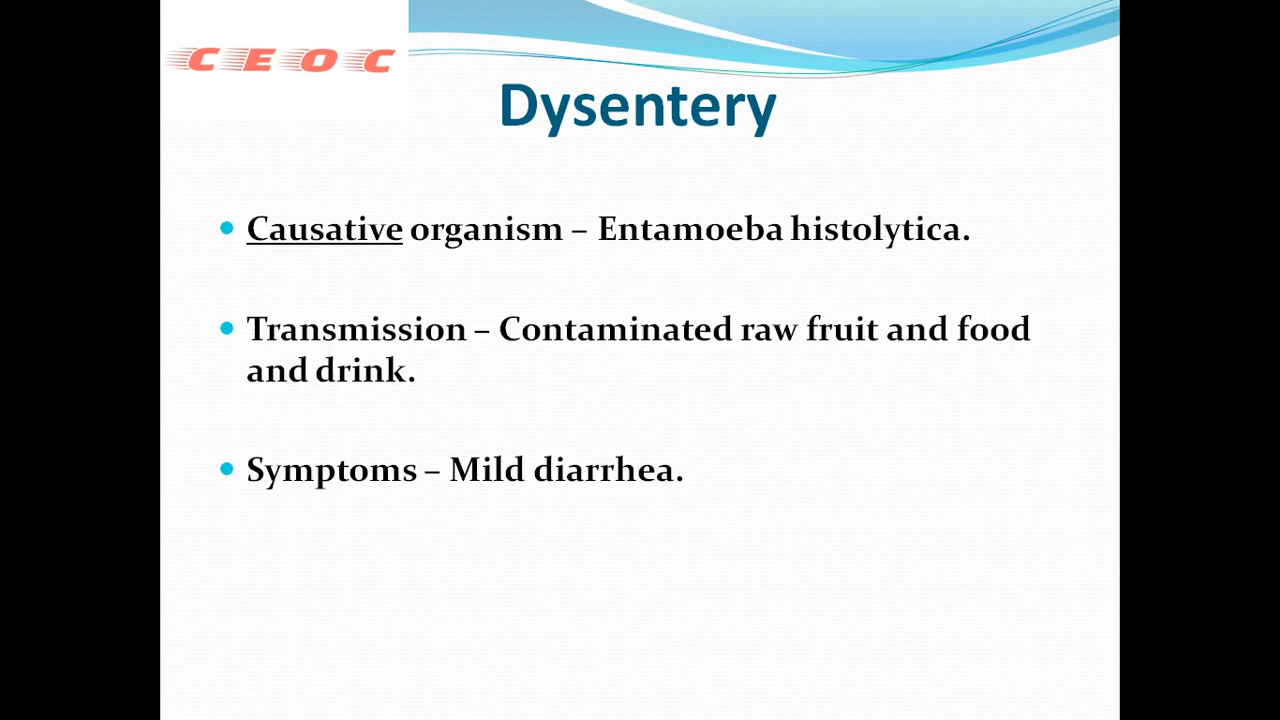 CEOC
Dysentery
• Causative organism – Entamoeba histolytica.
• Transmission – Contaminated raw fruit and food
and drink.
• Symptoms – Mild diarrhea.